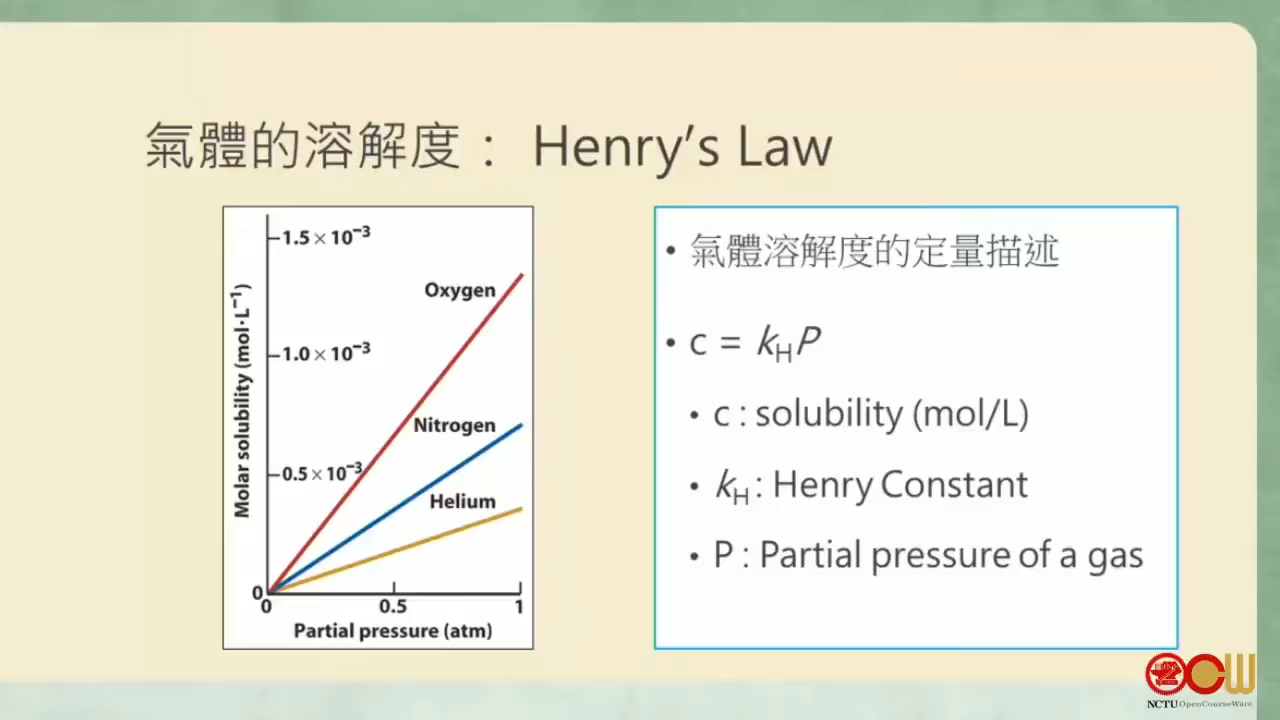 氣體的溶解度： Henry's Law
1.5 × 10⁻³
Oxygen
1.0 × 10⁻³
Nitrogen
0.5 × 10⁻³
Helium
Molar solubility (mol·L⁻¹)
0
0 0.5 1
Partial pressure (atm)
• 氣體溶解度的定量描述
• c = kHP
• c : solubility (mol/L)
• kH : Henry Constant
• P : Partial pressure of a gas
OCW
NCTU OpenCourseWare